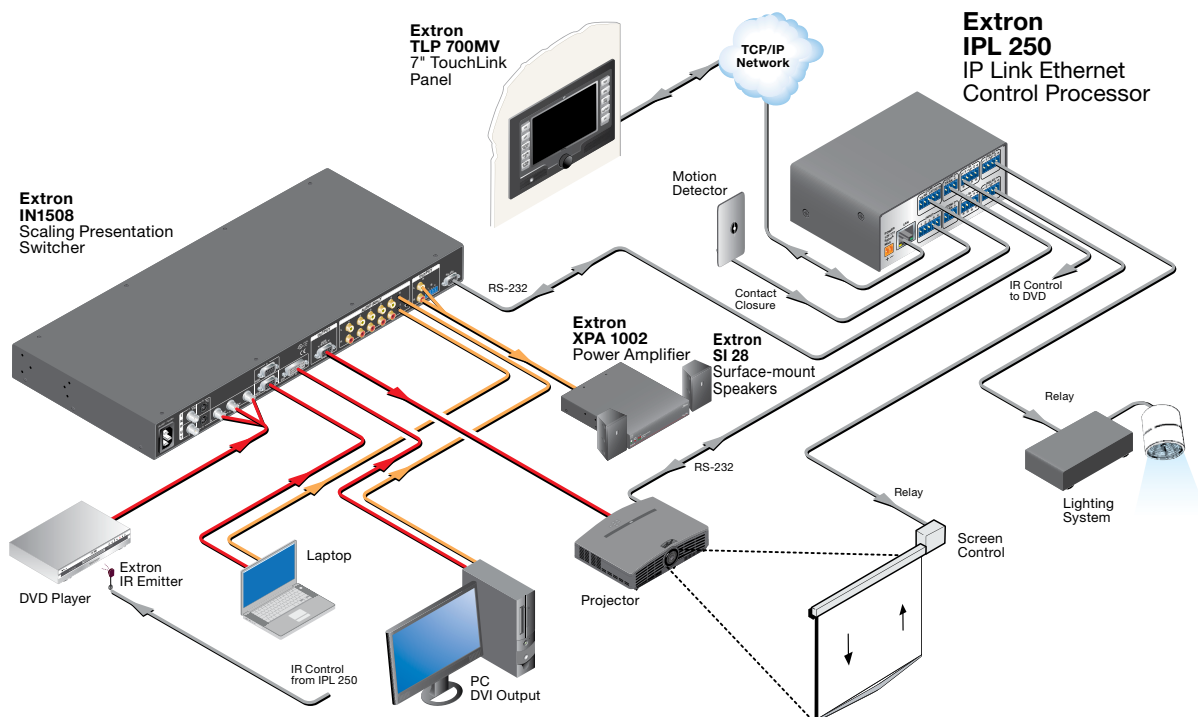 Extron
TLP 700MV
7" TouchLink
Panel
TCP/IP
Network
Extron
IPL 250
IP Link Ethernet
Control Processor
Extron
IN1508
Scaling Presentation
Switcher
Motion
Detector
RS-232
Contact
Closure
IR Control
to DVD
Extron
XPA 1002
Power Amplifier
Extron
SI 28
Surface-mount
Speakers
Relay
RS-232
Relay
Lighting
System
Screen
Control
Laptop
Extron
IR Emitter
DVD Player
Projector
IR Control
from IPL 250
PC
DVI Output